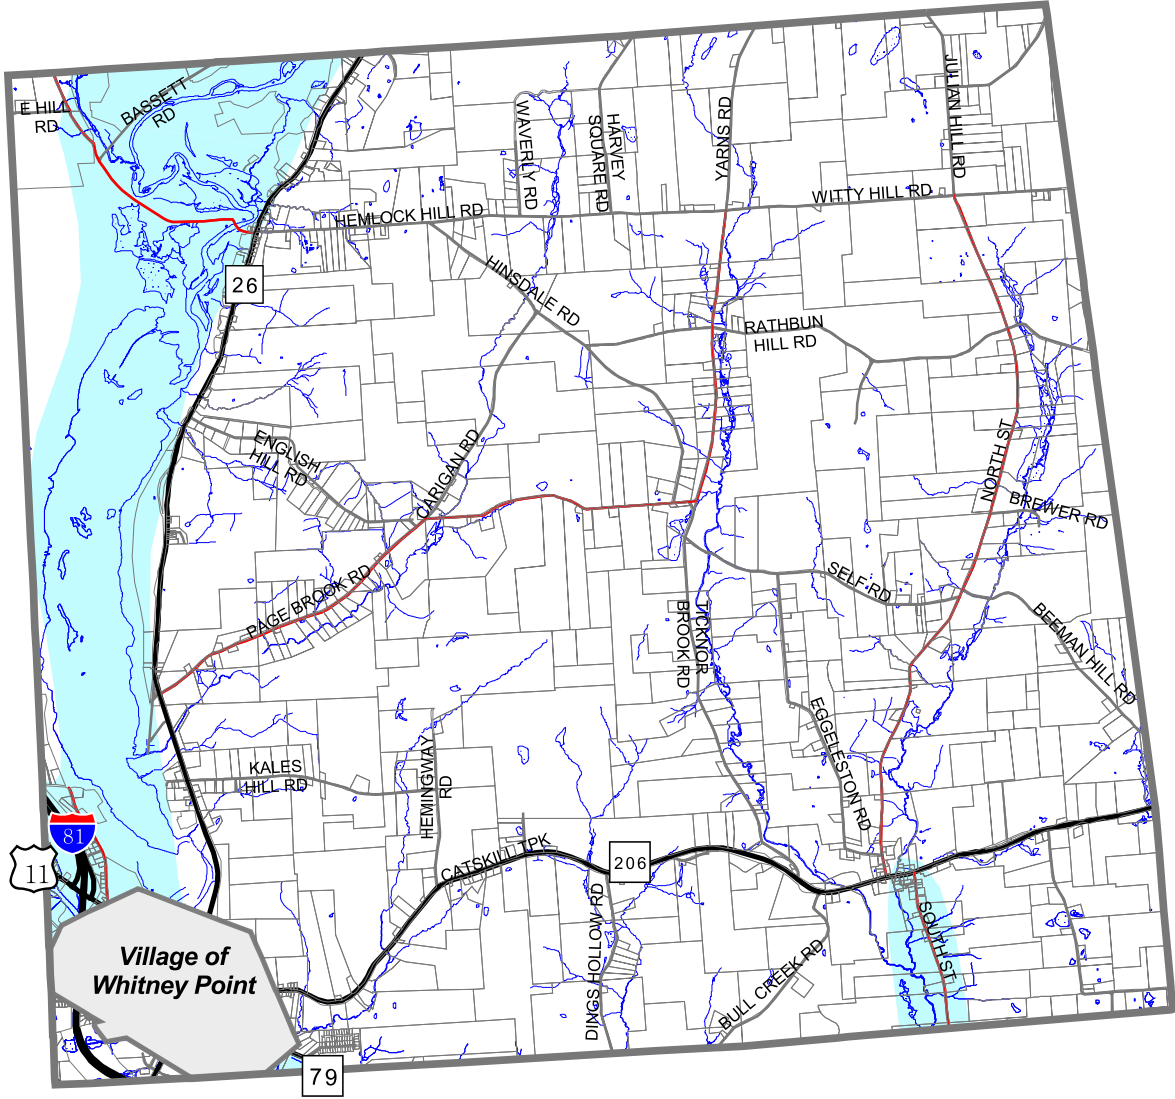 E HILL
RD
BASSETT
RD
WAVERLY RD
HARVEY
SQUARE RD
YARNS RD
JULIAN HILL RD
WITTY HILL RD
HEMLOCK HILL RD
26
HINSDALE RD
RATHBUN
HILL RD
ENGLISH
HILL RD
CARIGAN RD
NORTH ST
BREWER RD
PAGE BROOK RD
SELF RD
TICKNOR
BROOK RD
BEEMAN HILL RD
EGGELESTON RD
KALES
HILL RD
HEMINGWAY
RD
81
11
CATSKILL TPK
206
DINGS HOLLOW RD
SOUTH ST
BULL CREEK RD
Village of
Whitney Point
79